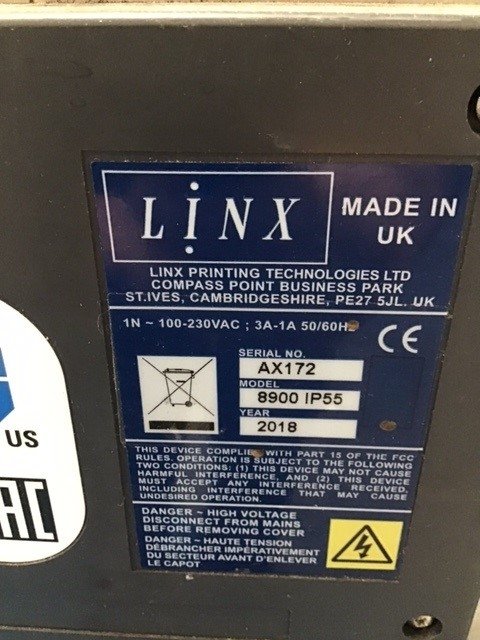 LINX
MADE IN
UK
LINX PRINTING TECHNOLOGIES LTD
COMPASS POINT BUSINESS PARK
ST.IVES, CAMBRIDGESHIRE, PE27 5JL. UK
1N ~ 100-230VAC ; 3A-1A 50/60Hz
CE
SERIAL NO.
AX172
MODEL
8900 IP55
YEAR
2018
US
THIS DEVICE COMPLIES WITH PART 15 OF THE FCC
RULES. OPERATION IS SUBJECT TO THE FOLLOWING
TWO CONDITIONS: (1) THIS DEVICE MAY NOT CAUSE
HARMFUL INTERFERENCE, AND (2) THIS DEVICE
MUST ACCEPT ANY INTERFERENCE RECEIVED,
INCLUDING INTERFERENCE THAT MAY CAUSE
UNDESIRED OPERATION.
DANGER ~ HIGH VOLTAGE
DISCONNECT FROM MAINS
BEFORE REMOVING COVER
DANGER ~ HAUTE TENSION
DÉBRANCHER IMPÉRATIVEMENT
DU SECTEUR AVANT D'ENLEVER
LE CAPOT